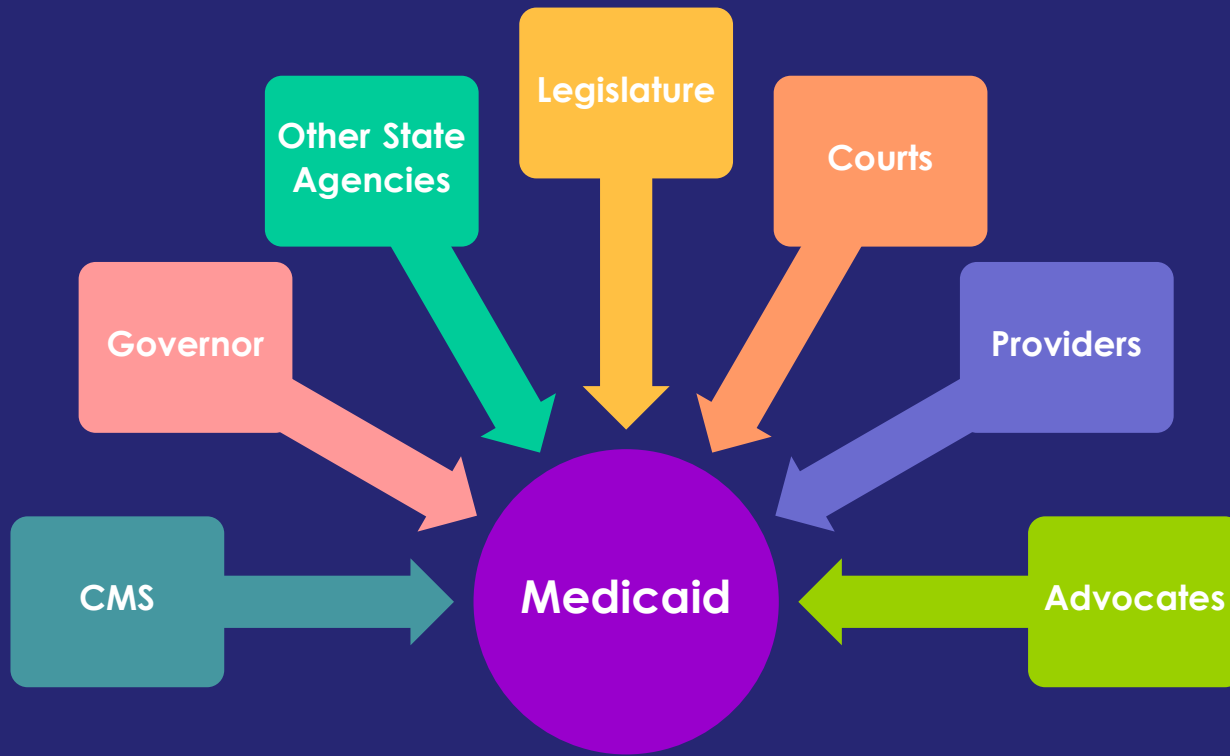 Legislature
Other State
Agencies
Courts
Governor
Providers
CMS
Medicaid
Advocates